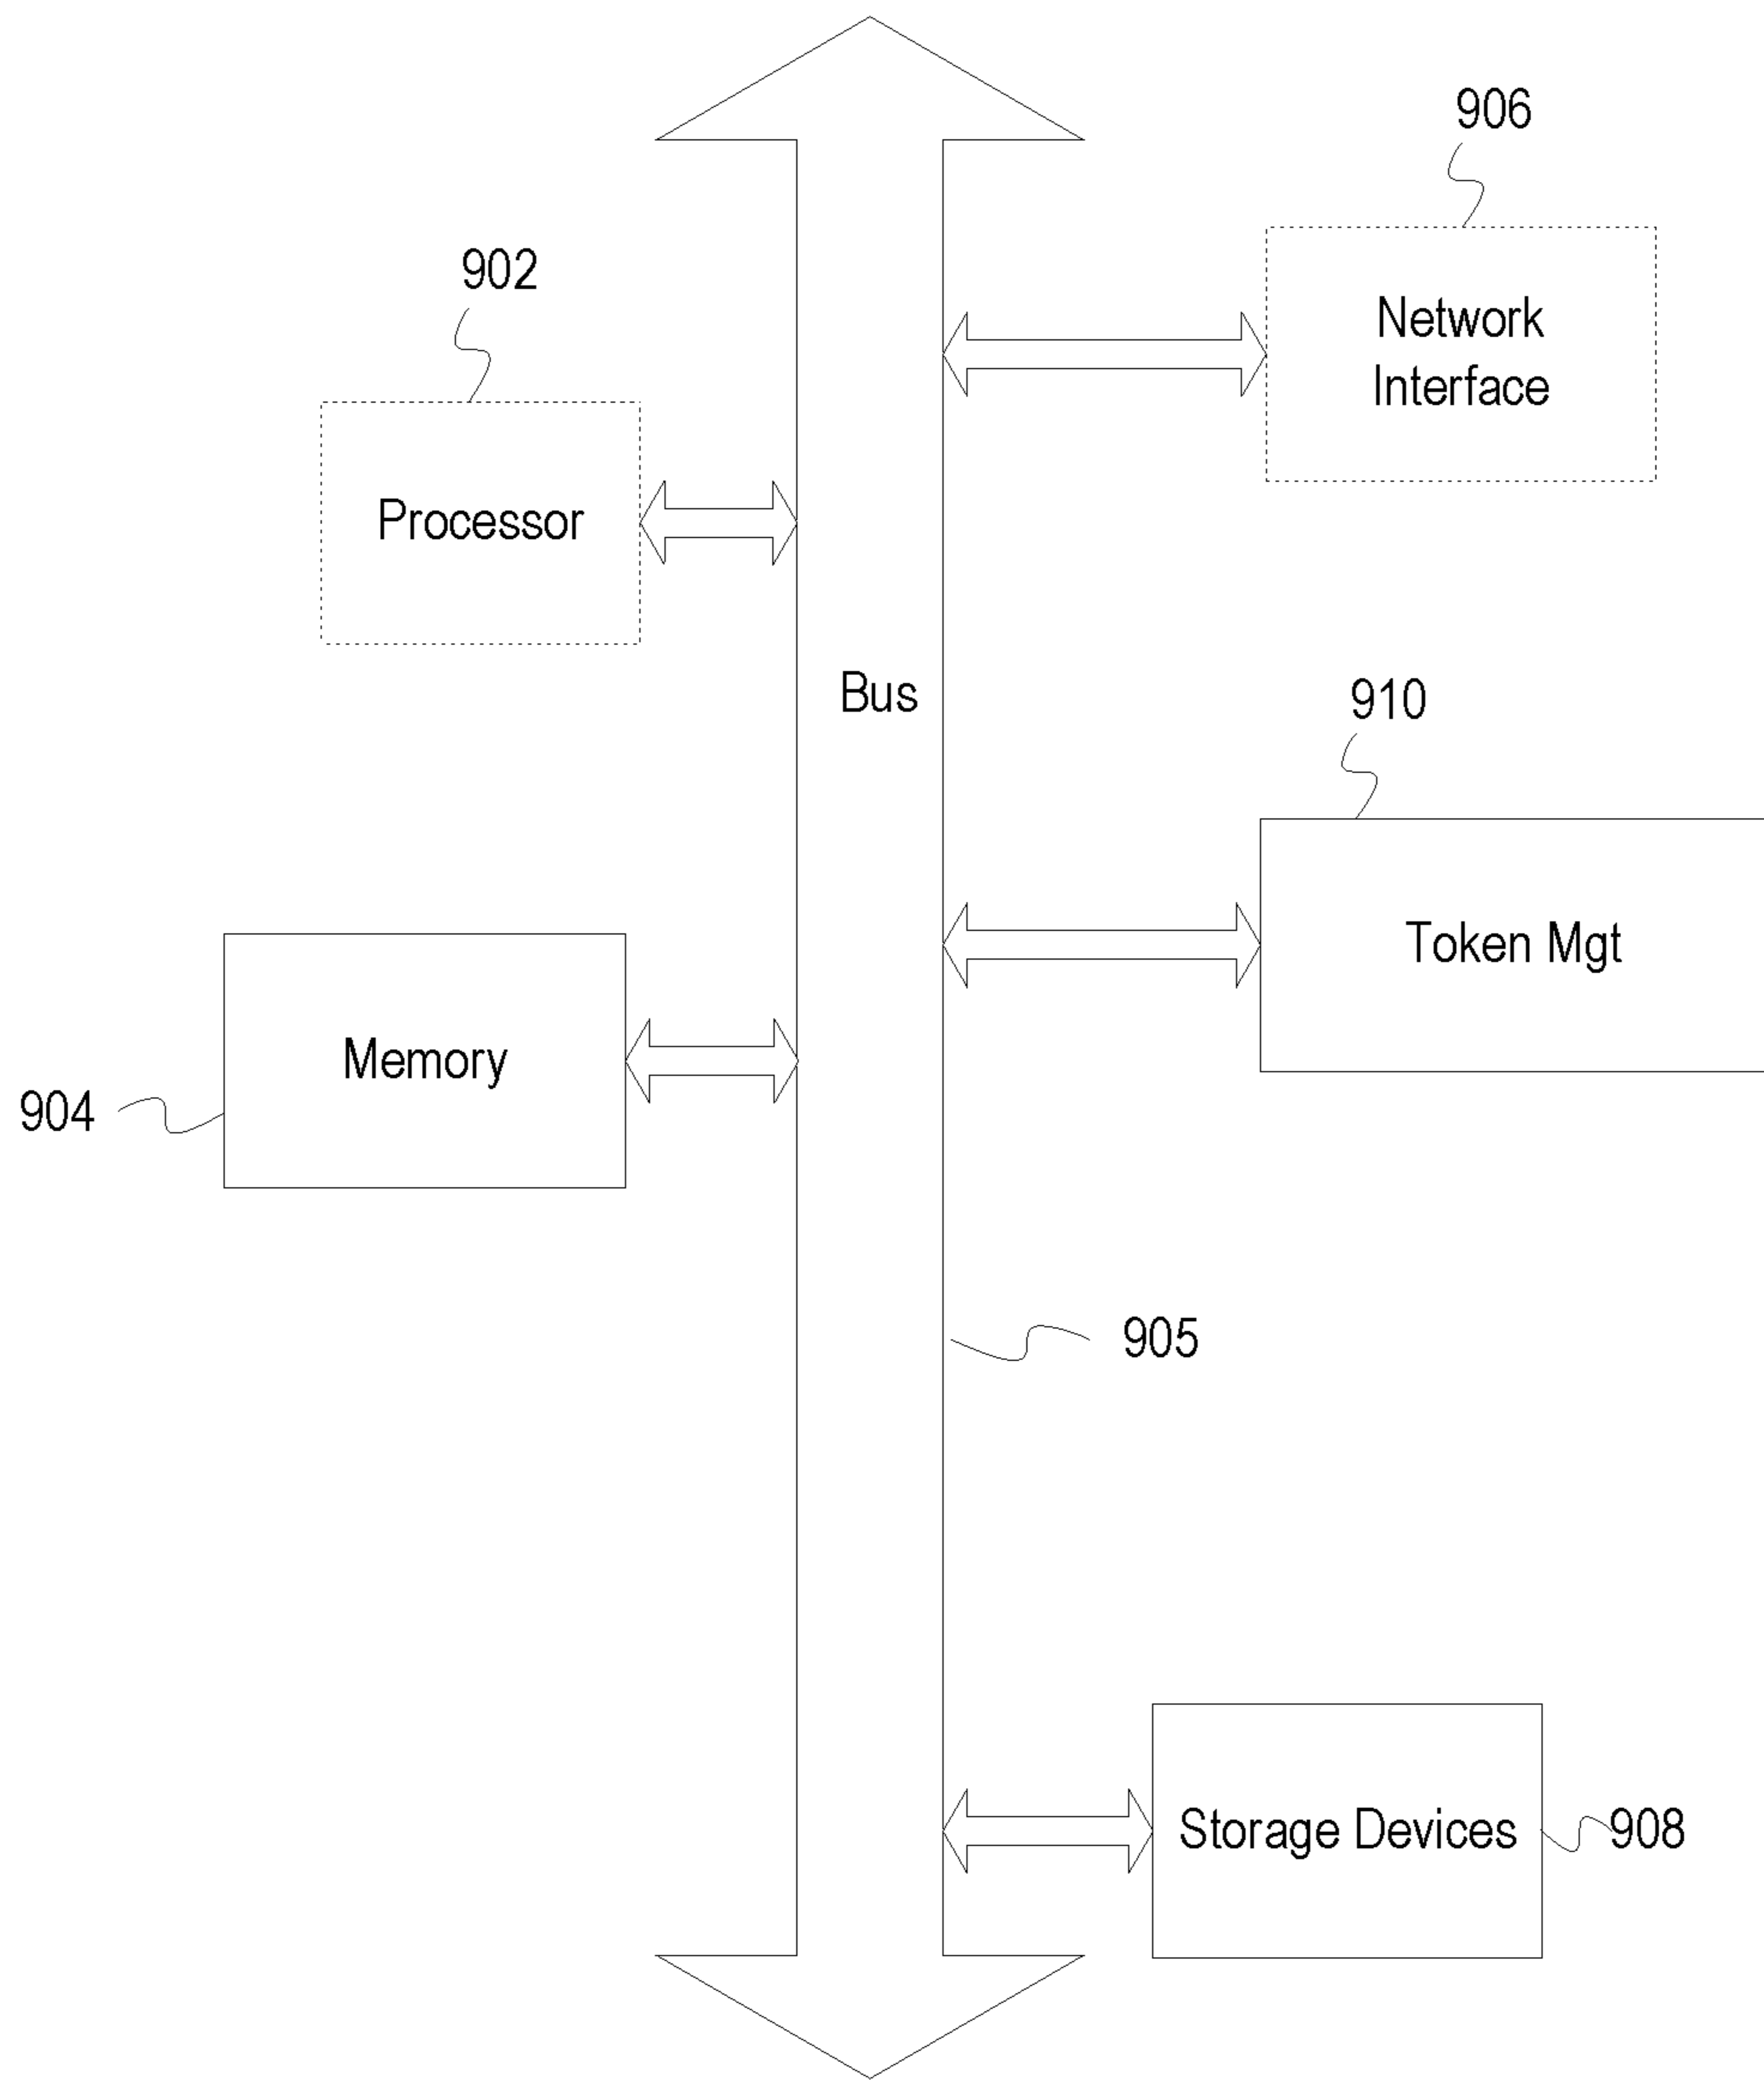 906
902
Network
Interface
Processor
Bus
910
Token Mgt
Memory
904
905
Storage Devices
908